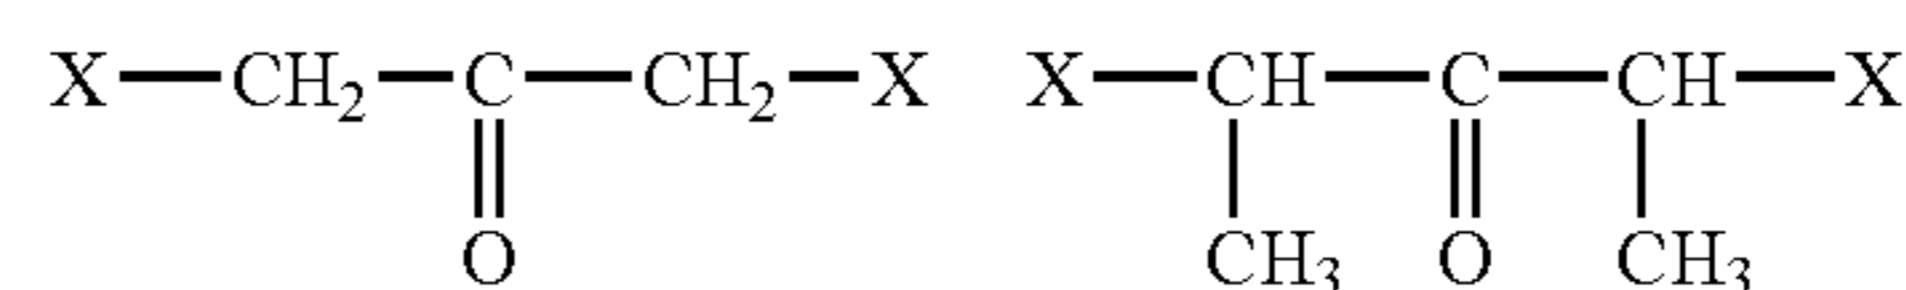 X—CH₂—C—CH₂—X X—CH—C—CH—X
O CH₃ O CH₃